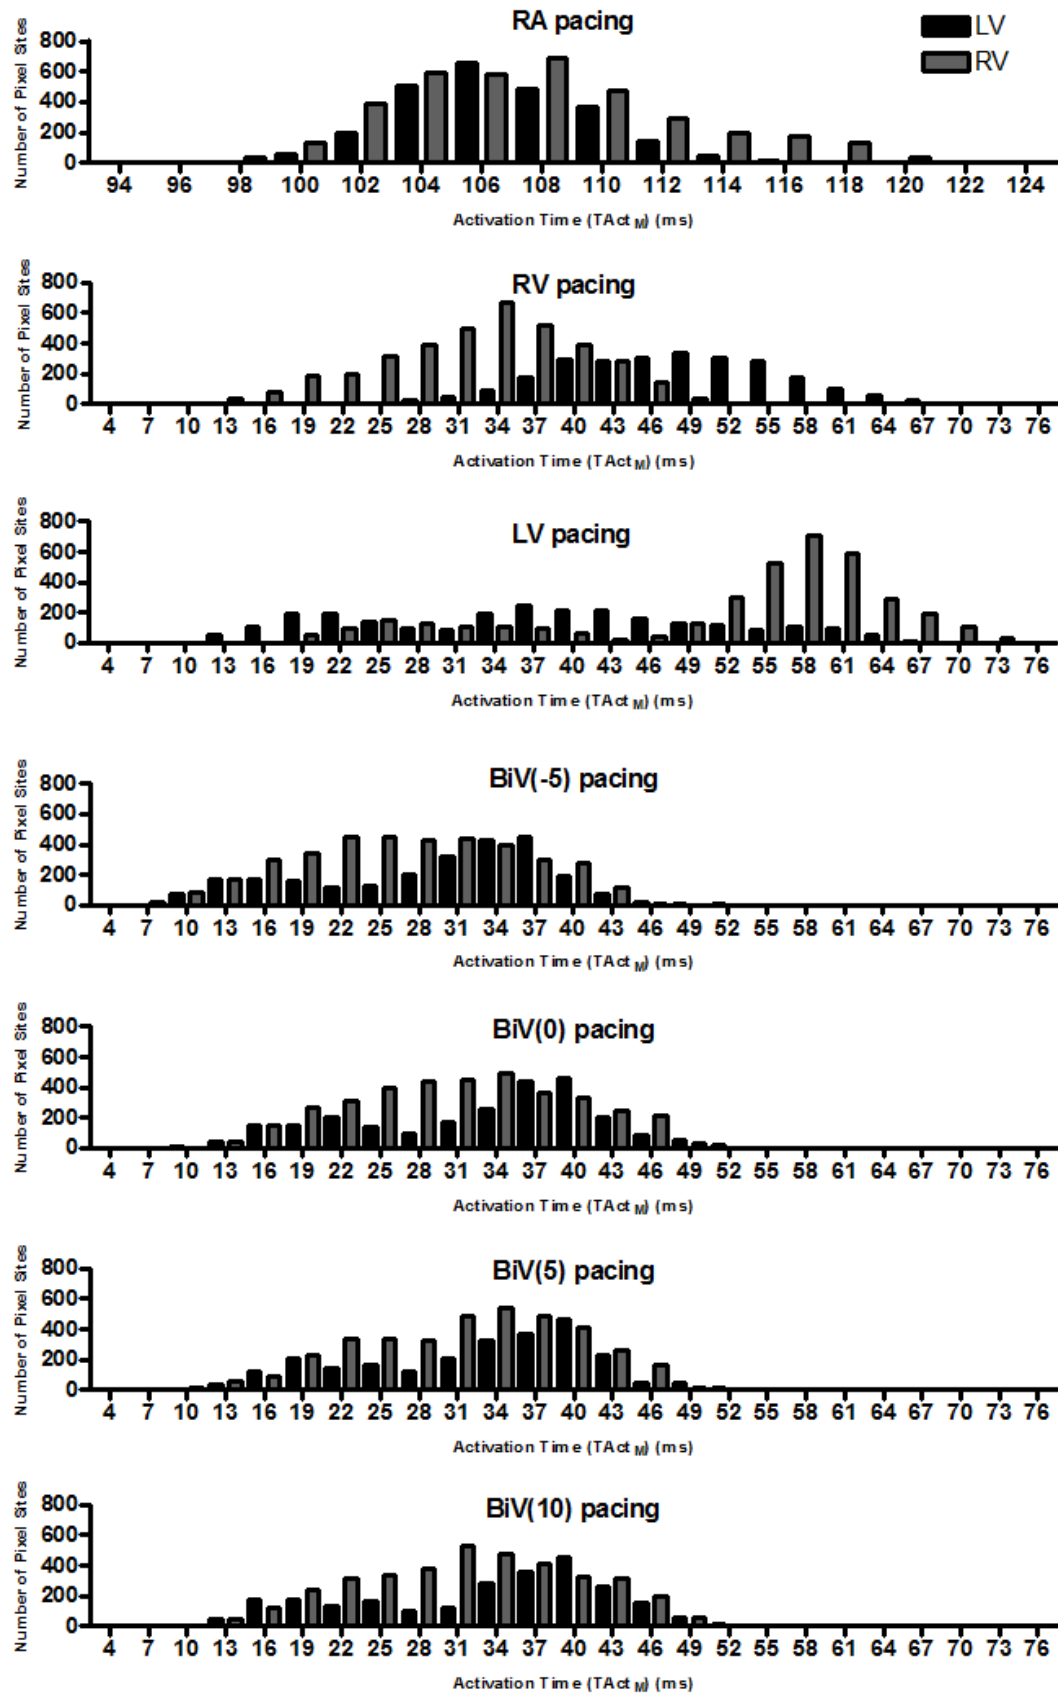 RA pacing
LV
RV
Number of Pixel Sites
800
600
400
200
0
94 96 98 100 102 104 106 108 110 112 114 116 118 120 122 124
Activation Time (TAct M) (ms)
RV pacing
Number of Pixel Sites
800
600
400
200
0
4 7 10 13 16 19 22 25 28 31 34 37 40 43 46 49 52 55 58 61 64 67 70 73 76
Activation Time (TAct M) (ms)
LV pacing
Number of Pixel Sites
800
600
400
200
0
4 7 10 13 16 19 22 25 28 31 34 37 40 43 46 49 52 55 58 61 64 67 70 73 76
Activation Time (TAct M) (ms)
BiV(-5) pacing
Number of Pixel Sites
800
600
400
200
0
4 7 10 13 16 19 22 25 28 31 34 37 40 43 46 49 52 55 58 61 64 67 70 73 76
Activation Time (TAct M) (ms)
BiV(0) pacing
Number of Pixel Sites
800
600
400
200
0
4 7 10 13 16 19 22 25 28 31 34 37 40 43 46 49 52 55 58 61 64 67 70 73 76
Activation Time (TAct M) (ms)
BiV(5) pacing
Number of Pixel Sites
800
600
400
200
0
4 7 10 13 16 19 22 25 28 31 34 37 40 43 46 49 52 55 58 61 64 67 70 73 76
Activation Time (TAct M) (ms)
BiV(10) pacing
Number of Pixel Sites
800
600
400
200
0
4 7 10 13 16 19 22 25 28 31 34 37 40 43 46 49 52 55 58 61 64 67 70 73 76
Activation Time (TAct M) (ms)